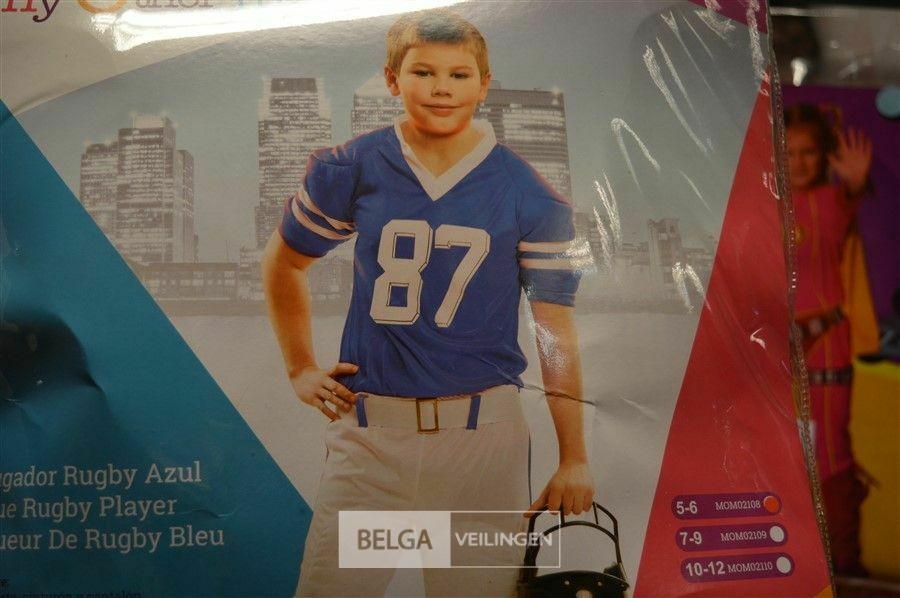 87
gador Rugby Azul
ue Rugby Player
ueur De Rugby Bleu
5-6 MOM02108
7-9 MOM02109
10-12 MOM02110
BELGA VEILINGEN